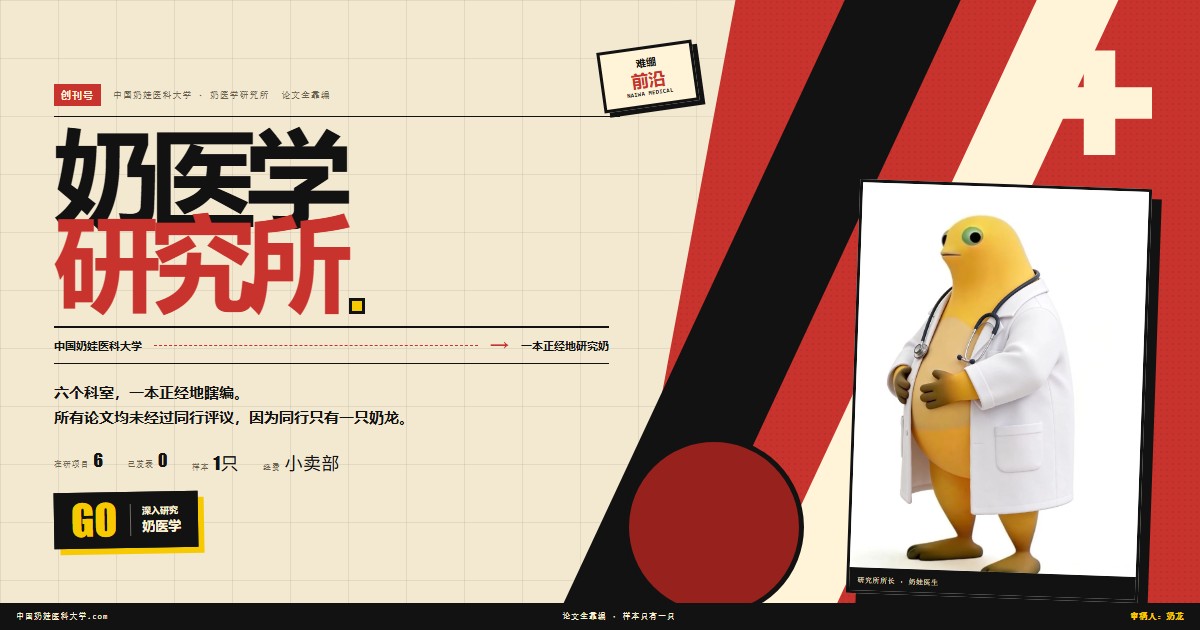 创刊号
中国奶娃医科大学 · 奶医学研究所 论文全靠编
难绷
前沿
NAIWA MEDICAL
奶医学
研究所
中国奶娃医科大学 → 一本正经地研究奶
六个科室，一本正经地瞎编。
所有论文均未经过同行评议，因为同行只有一只奶龙。
在研项目 6 已发表 0 样本 1只 经费 小卖部
GO 深入研究
奶医学
研究所所长 · 奶娃医生
中国奶娃医科大学.com
论文全靠编 · 样本只有一只
审稿人：奶龙